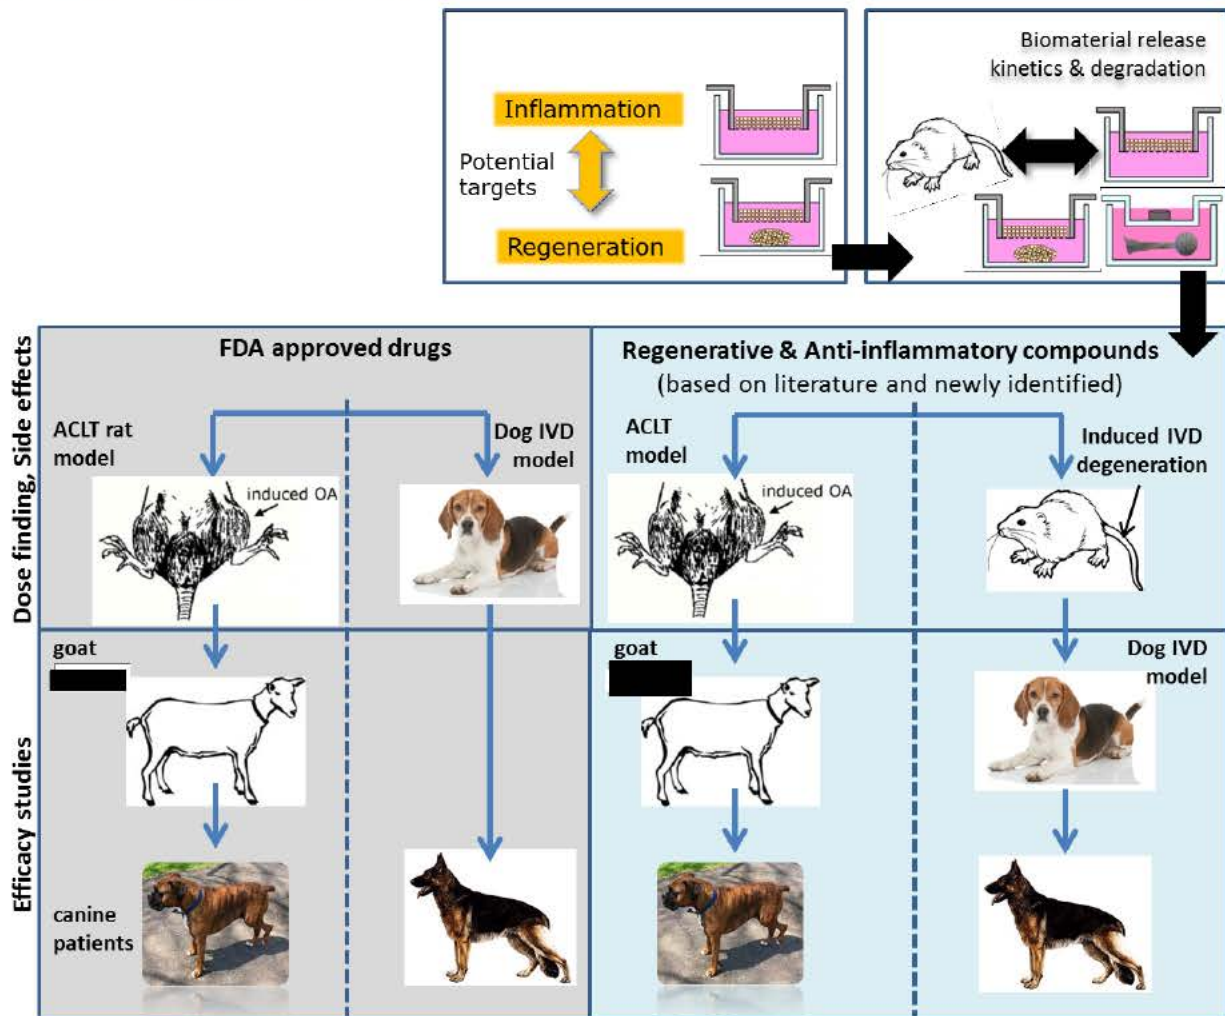 Inflammation
Potential
targets
Regeneration
Biomaterial release
kinetics & degradation
Dose finding, Side effects
FDA approved drugs
ACLT rat
model
induced OA
Dog IVD
model
Regenerative & Anti-inflammatory compounds
(based on literature and newly identified)
ACLT
model
induced OA
Induced IVD
degeneration
Efficacy studies
goat
canine
patients
goat
Dog IVD
model